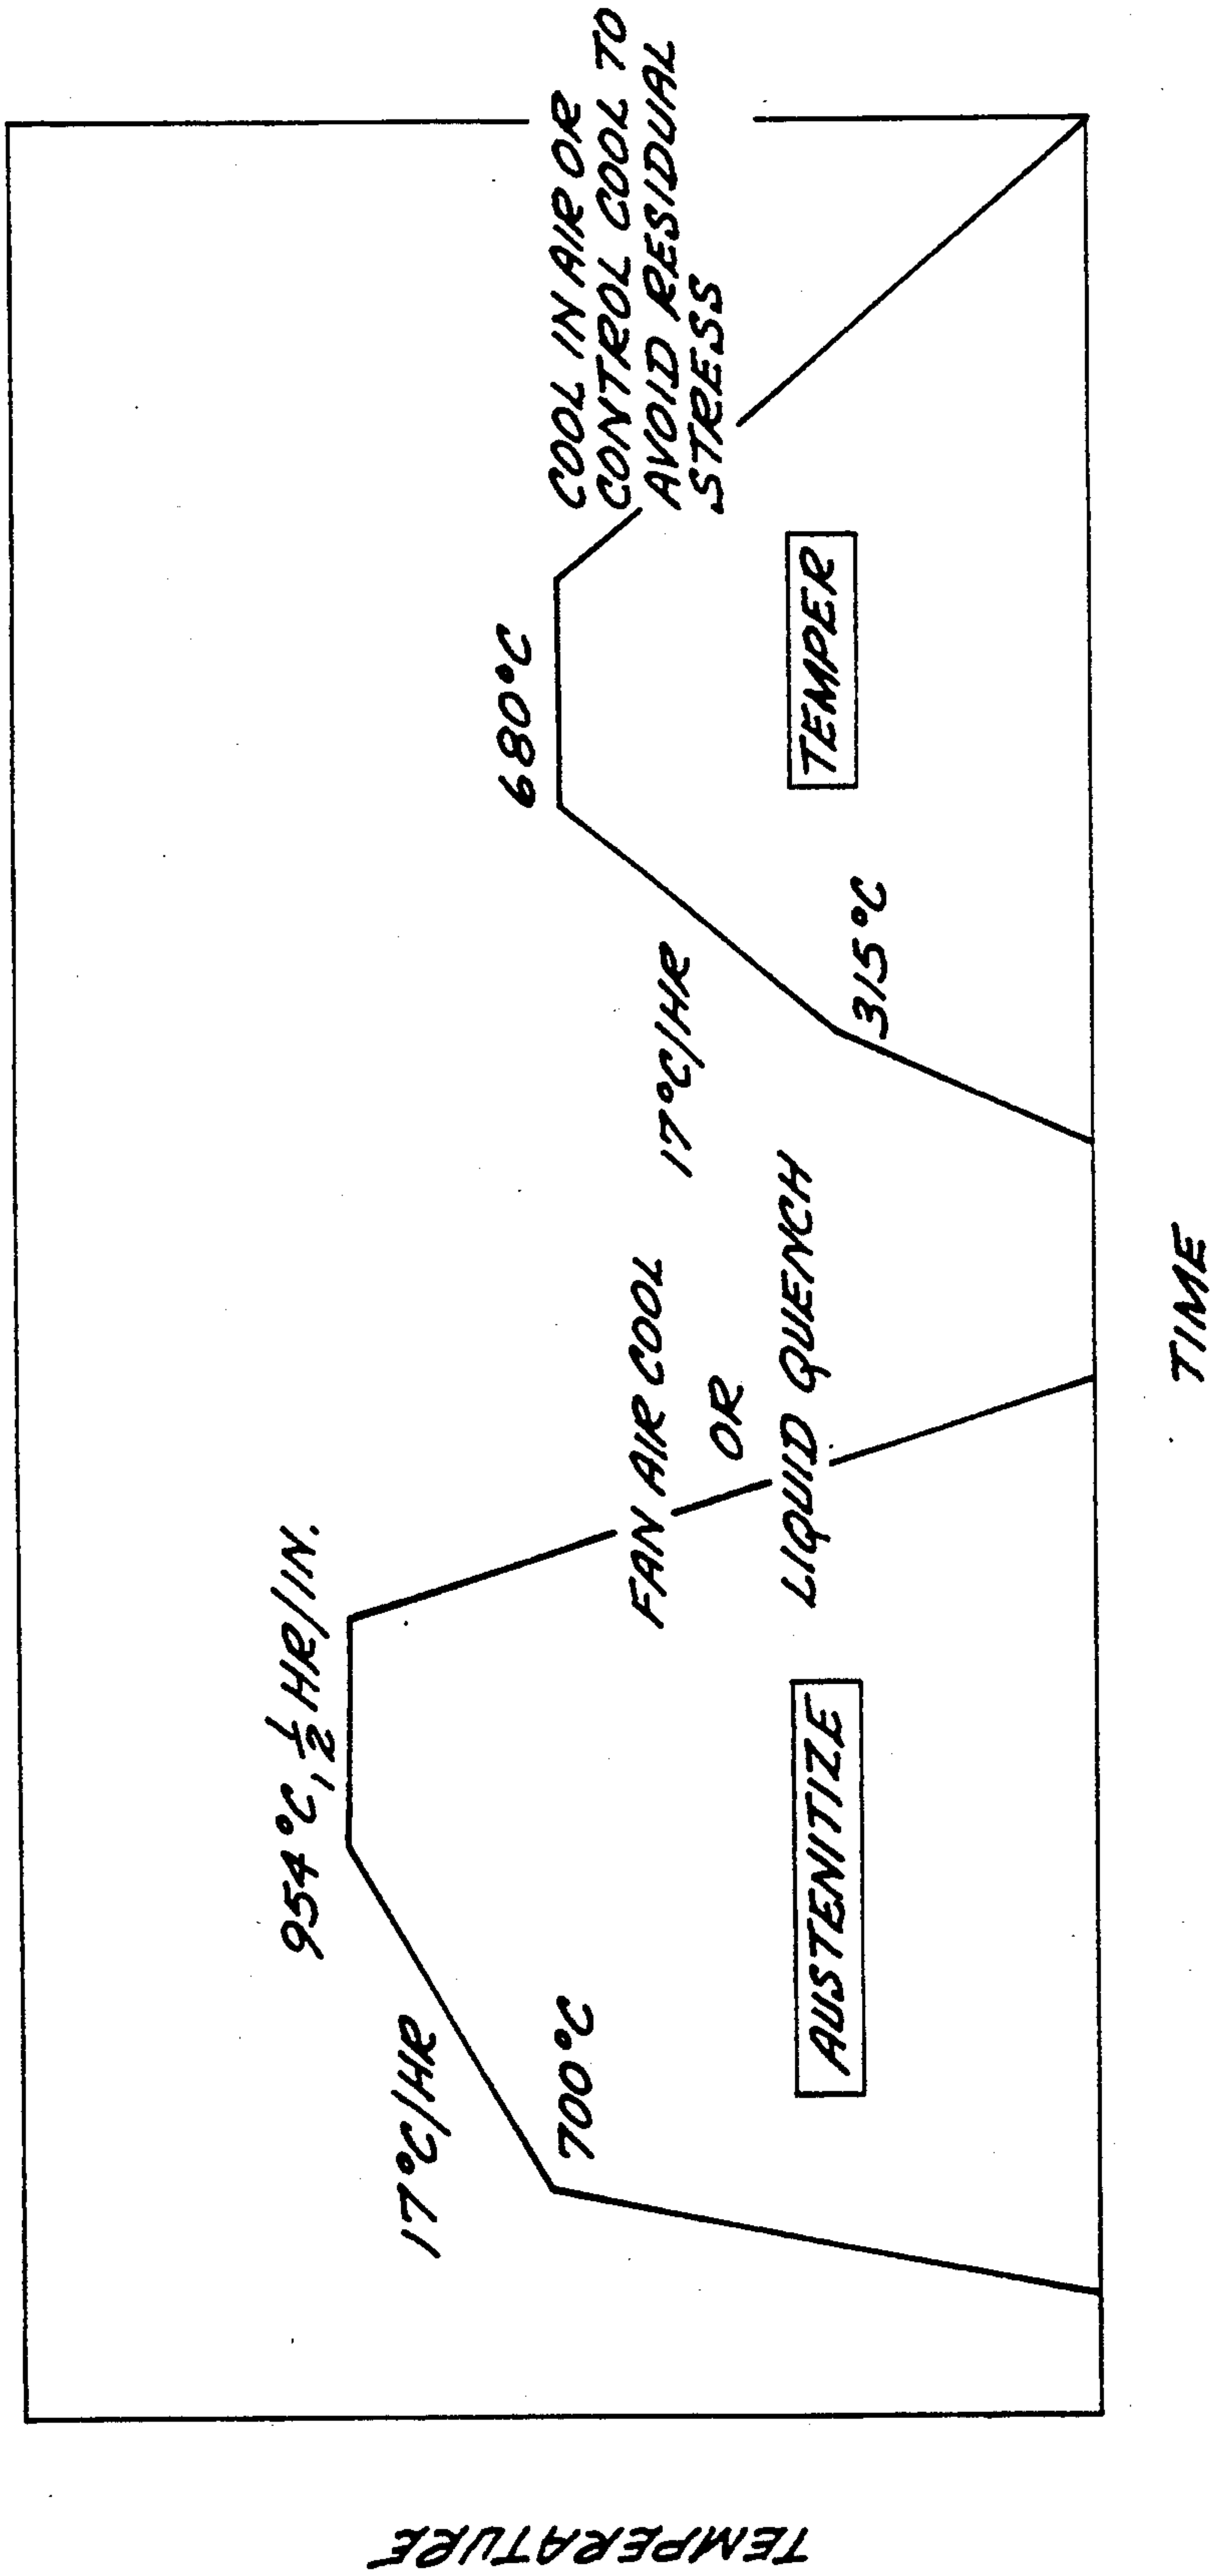 954°C, 1/2 HR/IN.
17°C/HR
700°C
AUSTENITIZE
FAN AIR COOL
OR
LIQUID QUENCH
17°C/HR
315°C
680°C
TEMPER
COOL IN AIR OR
CONTROL COOL TO
AVOID RESIDUAL
STRESS
TEMPERATURE
TIME